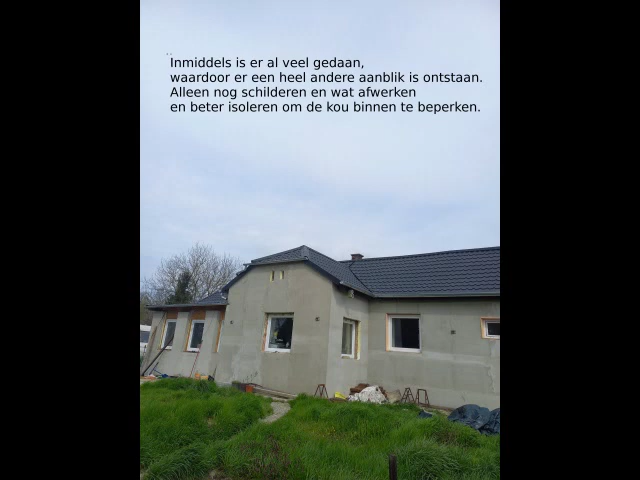 Inmiddels is er al veel gedaan,
waardoor er een heel andere aanblik is ontstaan.
Alleen nog schilderen en wat afwerken
en beter isoleren om de kou binnen te beperken.